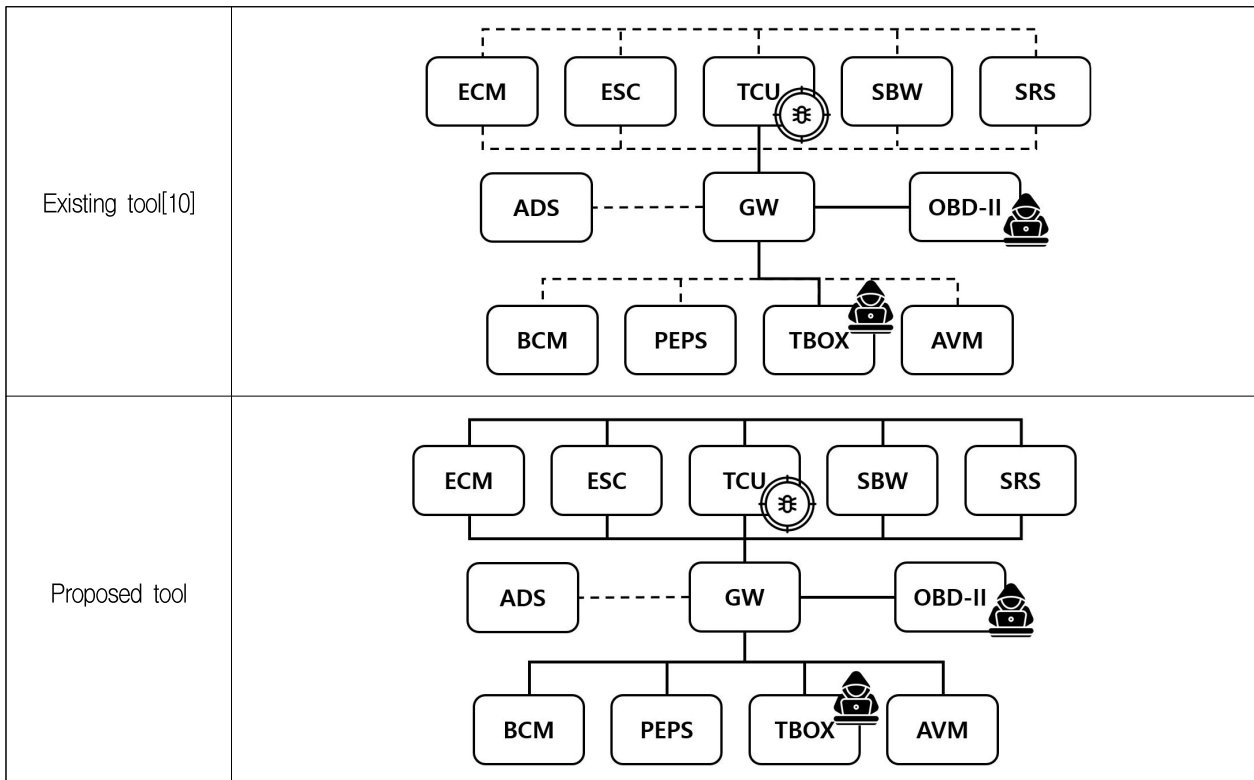 ECM ESC TCU SBW SRS
Existing tool[10]
ADS GW OBD-II
BCM PEPS TBOX AVM
ECM ESC TCU SBW SRS
Proposed tool
ADS GW OBD-II
BCM PEPS TBOX AVM